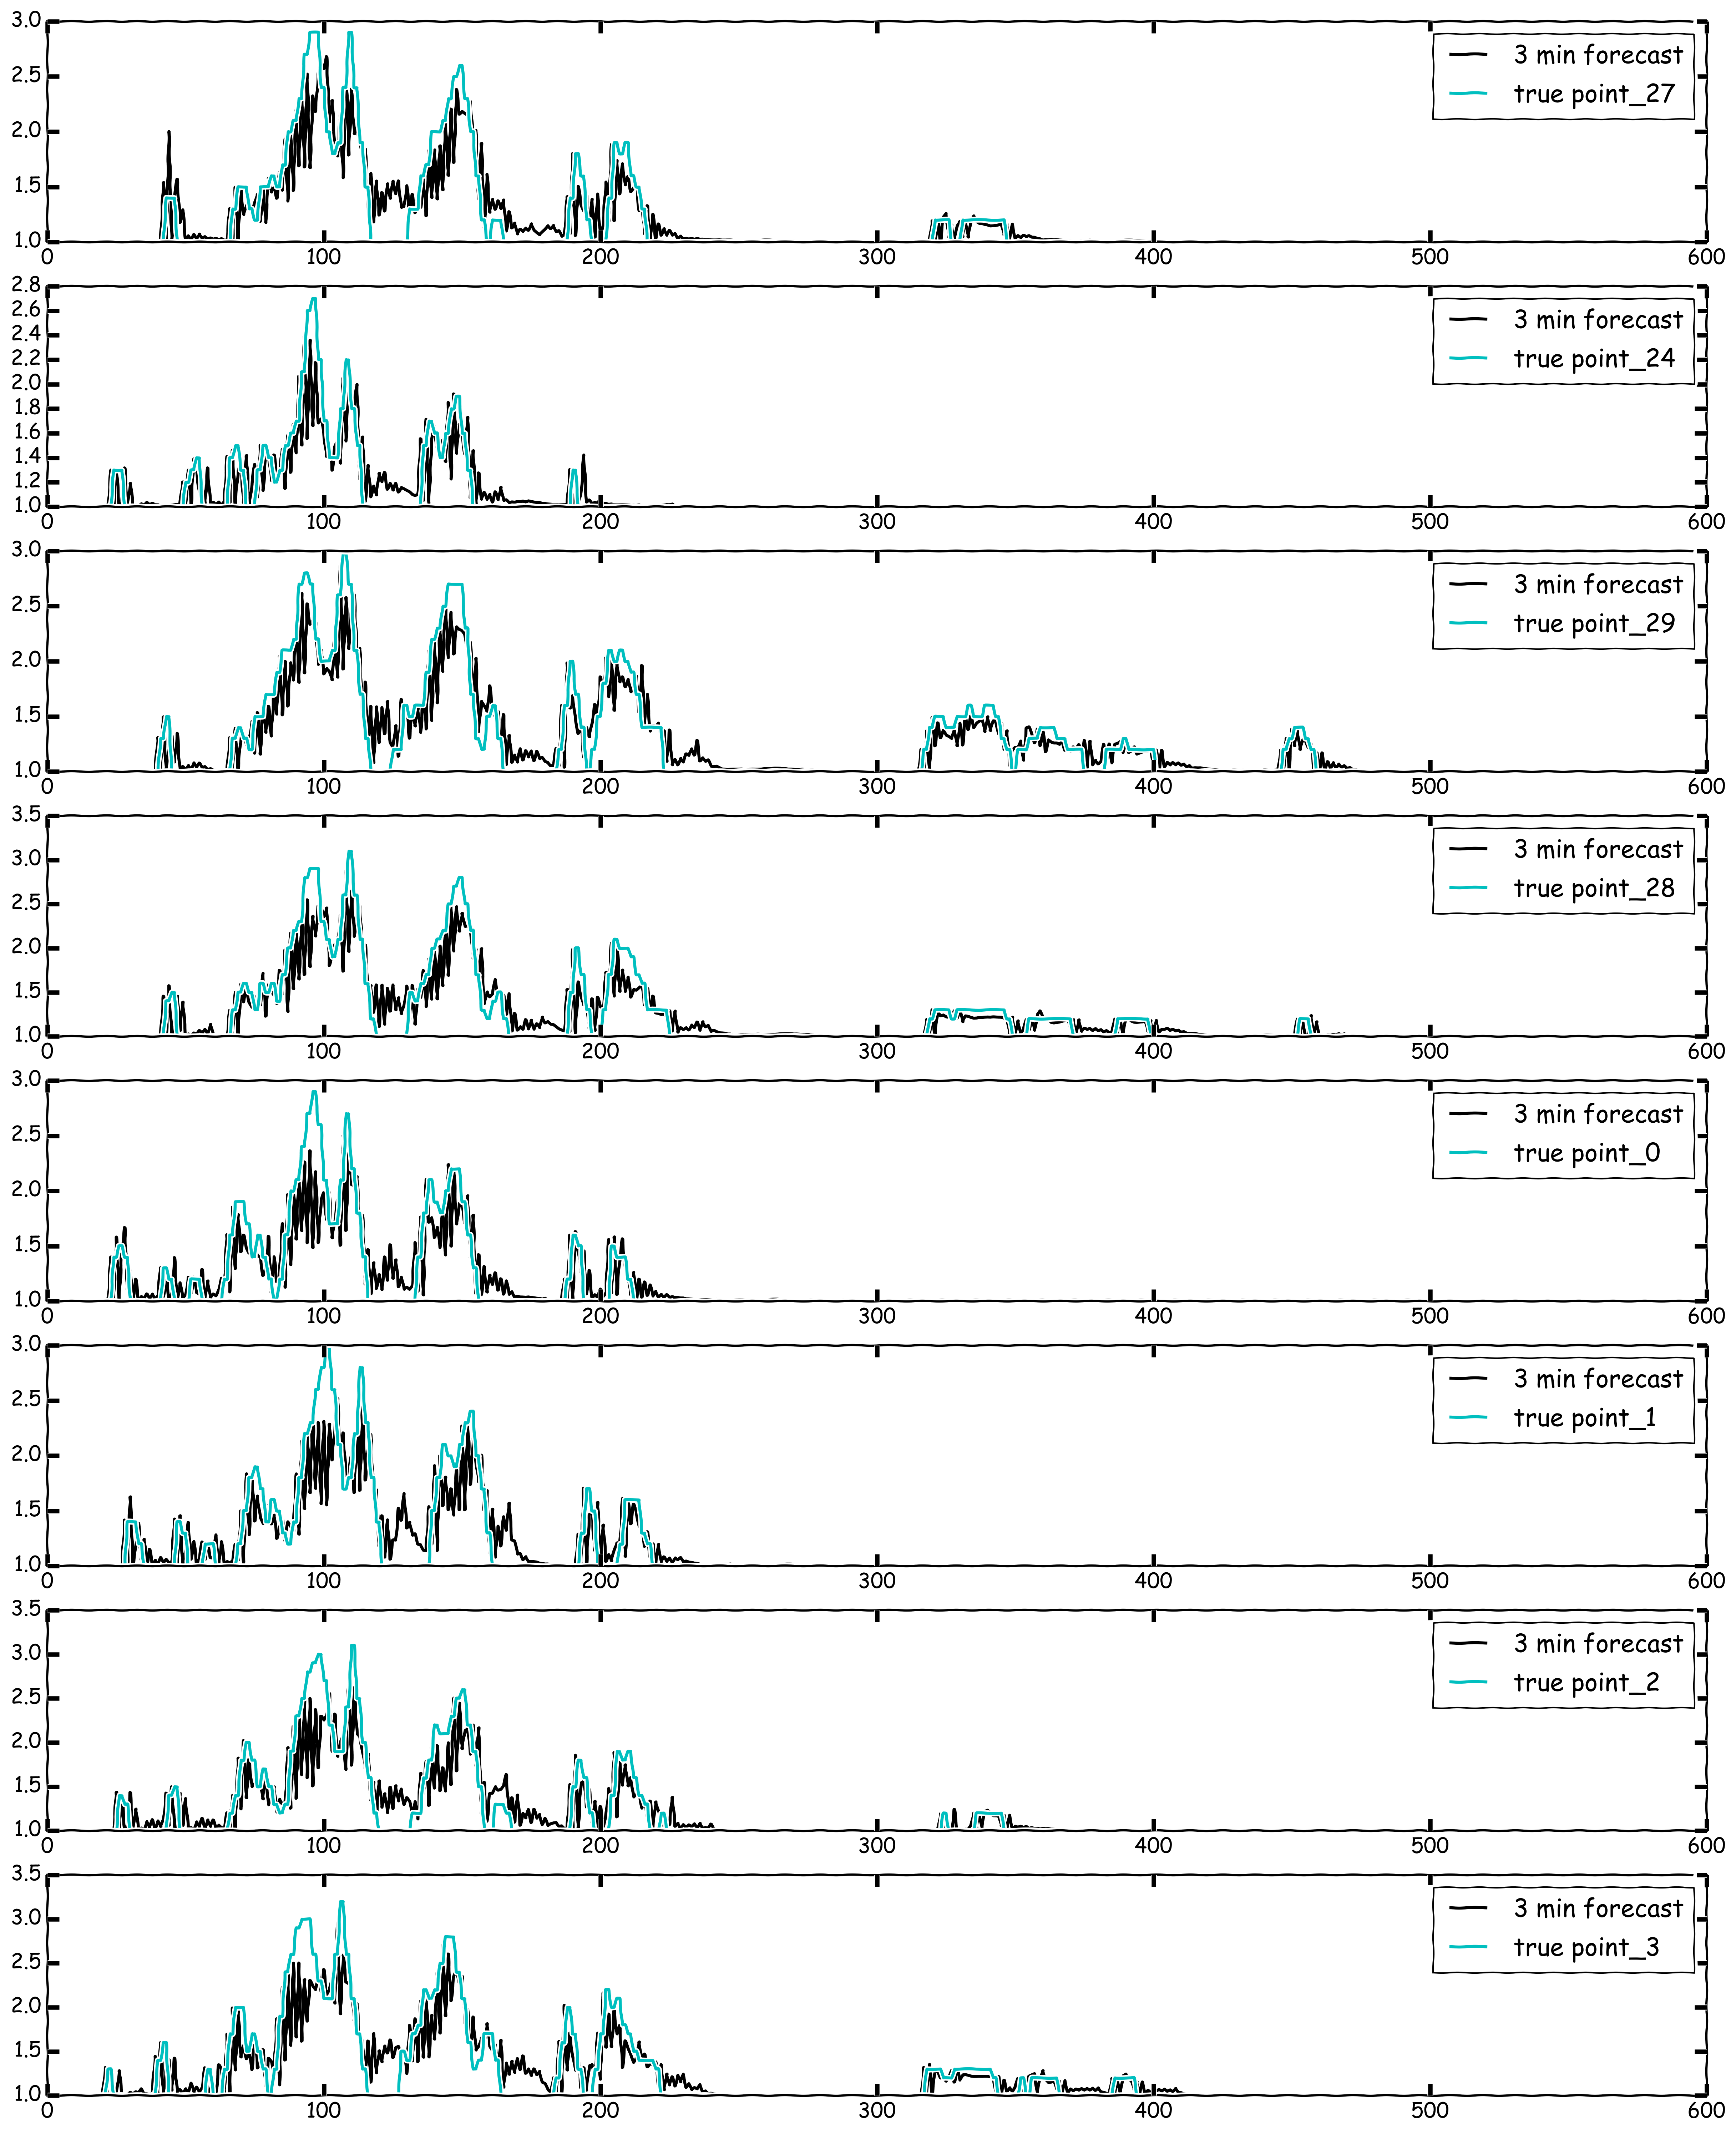 3.0
2.5
2.0
1.5
1.0
0 100 200 300 400 500 600
3 min forecast
true point_27
2.8
2.6
2.4
2.2
2.0
1.8
1.6
1.4
1.2
1.0
0 100 200 300 400 500 600
3 min forecast
true point_24
3.0
2.5
2.0
1.5
1.0
0 100 200 300 400 500 600
3 min forecast
true point_29
3.5
3.0
2.5
2.0
1.5
1.0
0 100 200 300 400 500 600
3 min forecast
true point_28
3.0
2.5
2.0
1.5
1.0
0 100 200 300 400 500 600
3 min forecast
true point_0
3.0
2.5
2.0
1.5
1.0
0 100 200 300 400 500 600
3 min forecast
true point_1
3.5
3.0
2.5
2.0
1.5
1.0
0 100 200 300 400 500 600
3 min forecast
true point_2
3.5
3.0
2.5
2.0
1.5
1.0
0 100 200 300 400 500 600
3 min forecast
true point_3